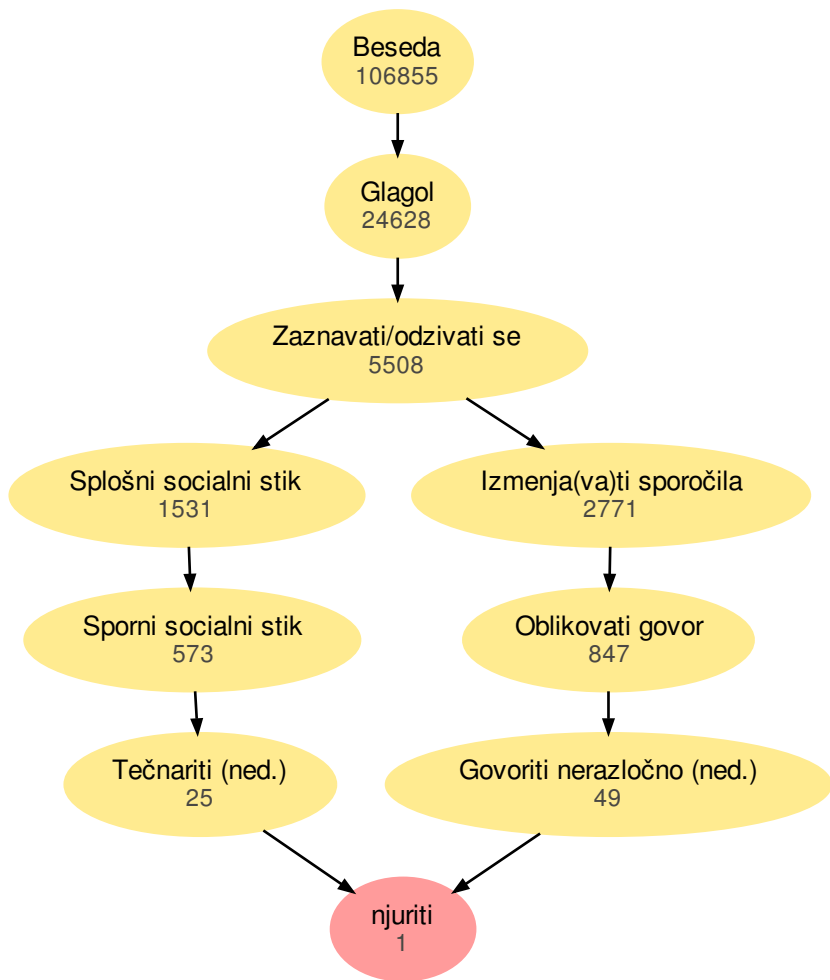 Beseda
106855
Glagol
24628
Zaznavati/odzivati se
5508
Splošni socialni stik
1531
Izmenja(va)ti sporočila
2771
Sporni socialni stik
573
Oblikovati govor
847
Tečnariti (ned.)
25
Govoriti nerazločno (ned.)
49
njuriti
1